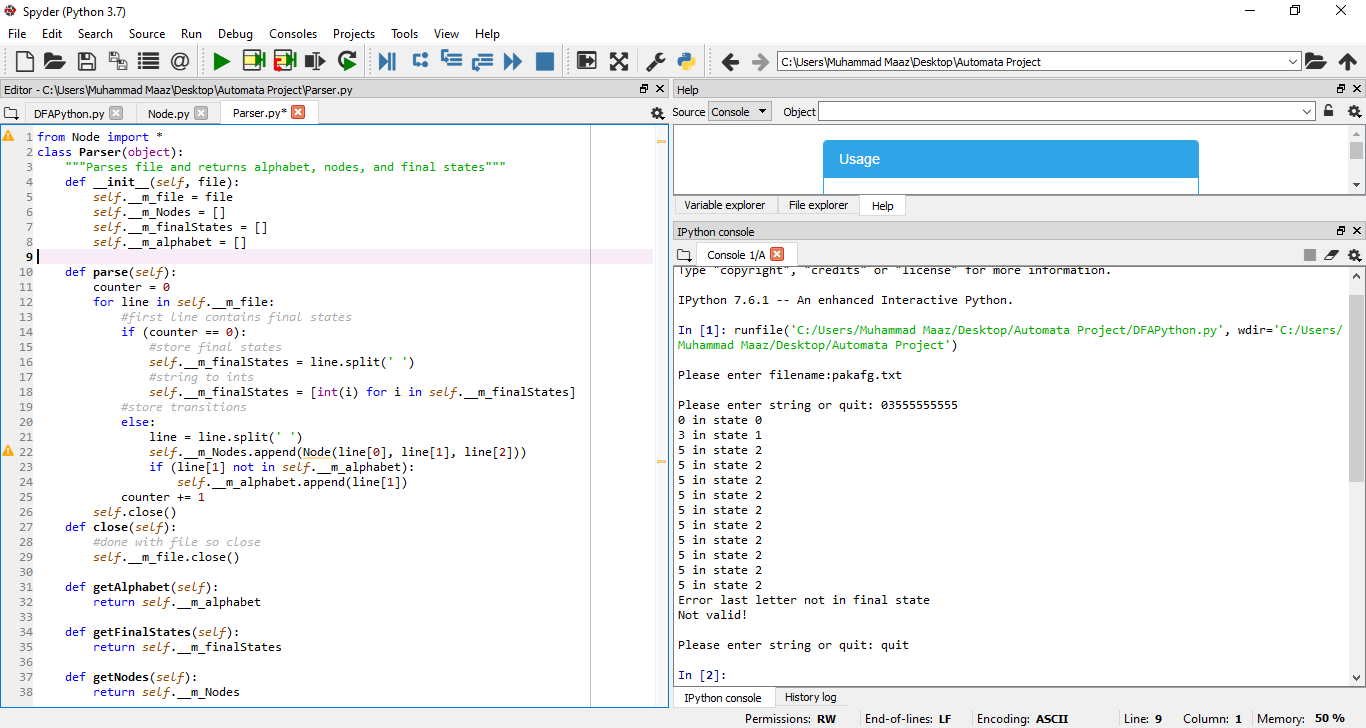 Spyder (Python 3.7)
File Edit Search Source Run Debug Consoles Projects Tools View Help
C:\Users\Muhammad Maaz\Desktop\Automata Project
Editor - C:\Users\Muhammad Maaz\Desktop\Automata Project\Parser.py
DFAPython.py Node.py Parser.py*
1 from Node import *
2 class Parser(object):
3 """Parses file and returns alphabet, nodes, and final states"""
4 def __init__(self, file):
5 self.__m_file = file
6 self.__m_Nodes = []
7 self.__m_finalStates = []
8 self.__m_alphabet = []
9
10 def parse(self):
11 counter = 0
12 for line in self.__m_file:
13 #first line contains final states
14 if (counter == 0):
15 #store final states
16 self.__m_finalStates = line.split(' ')
17 #string to ints
18 self.__m_finalStates = [int(i) for i in self.__m_finalStates]
19 #store transitions
20 else:
21 line = line.split(' ')
22 self.__m_Nodes.append(Node(line[0], line[1], line[2]))
23 if (line[1] not in self.__m_alphabet):
24 self.__m_alphabet.append(line[1])
25 counter += 1
26 self.close()
27 def close(self):
28 #done with file so close
29 self.__m_file.close()
30
31 def getAlphabet(self):
32 return self.__m_alphabet
33
34 def getFinalStates(self):
35 return self.__m_finalStates
36
37 def getNodes(self):
38 return self.__m_Nodes
Help
Source Console Object
Usage
Variable explorer File explorer Help
IPython console
Console 1/A
Type "copyright", "credits" or "license" for more information.
IPython 7.6.1 -- An enhanced Interactive Python.
In [1]: runfile('C:/Users/Muhammad Maaz/Desktop/Automata Project/DFAPython.py', wdir='C:/Users/
Muhammad Maaz/Desktop/Automata Project')
Please enter filename:pakafg.txt
Please enter string or quit: 03555555555
0 in state 0
3 in state 1
5 in state 2
5 in state 2
5 in state 2
5 in state 2
5 in state 2
5 in state 2
5 in state 2
5 in state 2
5 in state 2
5 in state 2
Error last letter not in final state
Not valid!
Please enter string or quit: quit
In [2]:
IPython console History log
Permissions: RW End-of-lines: LF Encoding: ASCII Line: 9 Column: 1 Memory: 50 %